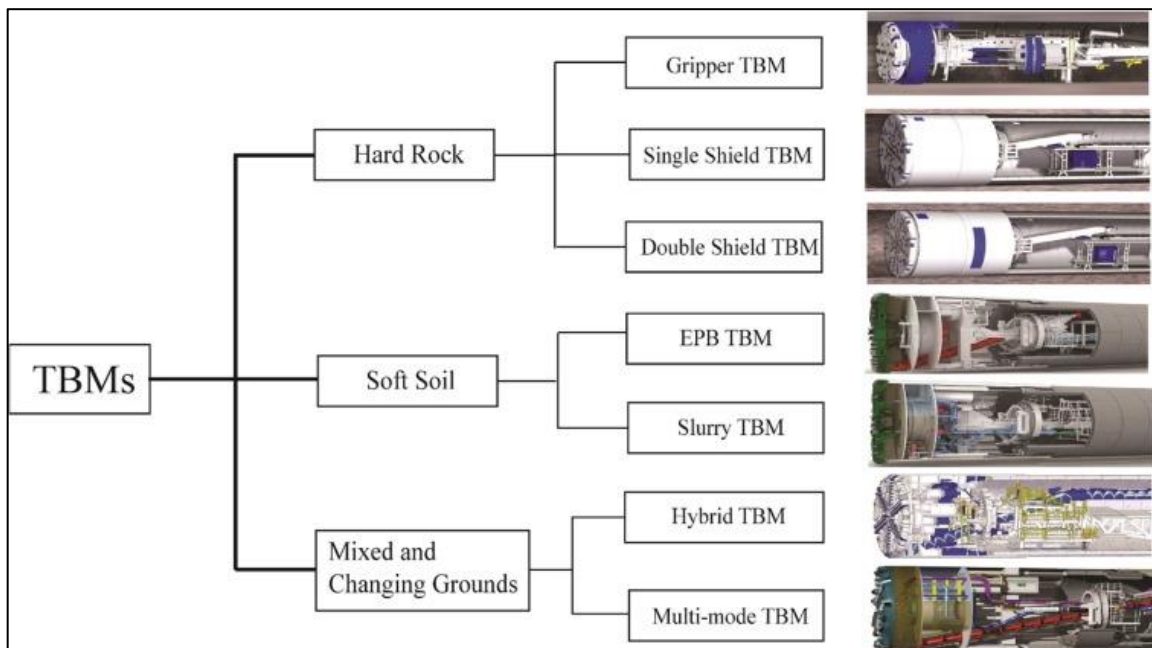 TBMs
Hard Rock
Gripper TBM
Single Shield TBM
Double Shield TBM
Soft Soil
EPB TBM
Slurry TBM
Mixed and
Changing Grounds
Hybrid TBM
Multi-mode TBM